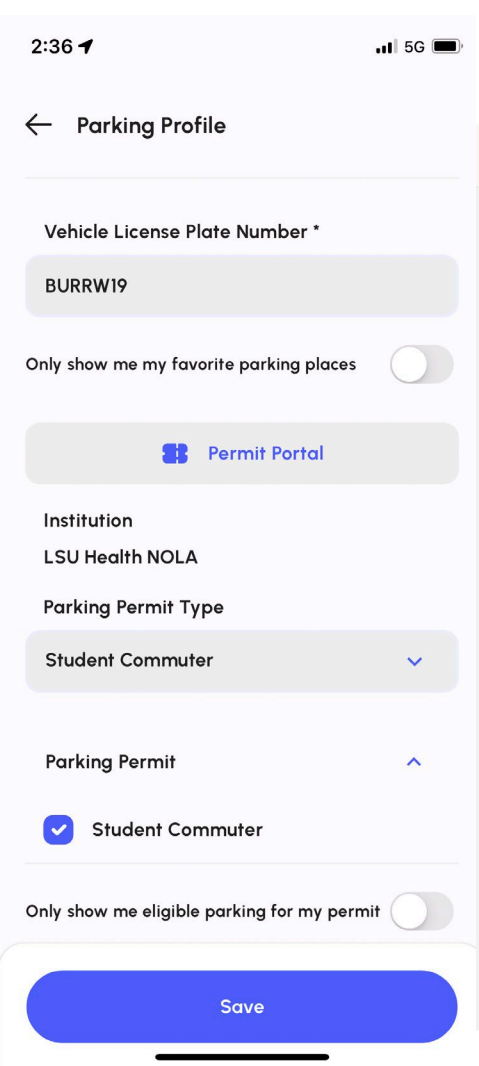 2:36
5G
Parking Profile
Vehicle License Plate Number *
BURRW19
Only show me my favorite parking places
Permit Portal
Institution
LSU Health NOLA
Parking Permit Type
Student Commuter
Parking Permit
Student Commuter
Only show me eligible parking for my permit
Save